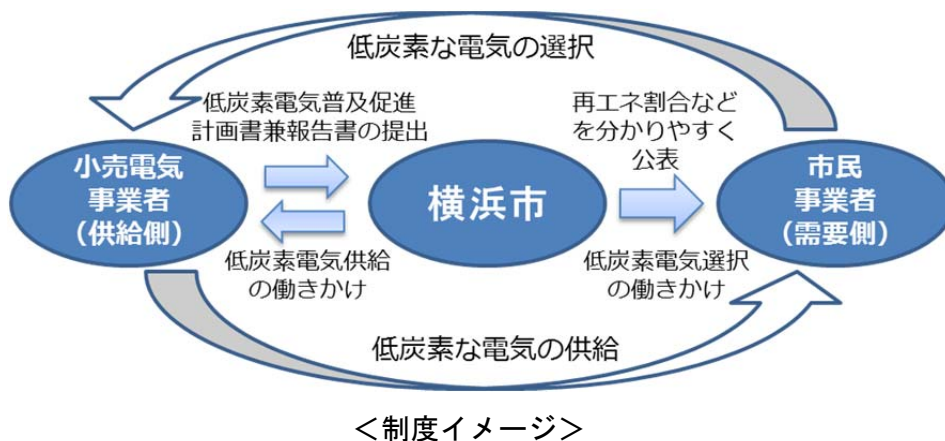 低炭素な電気の選択
低炭素電気普及促進
計画書兼報告書の提出
再エネ割合など
を分かりやすく
公表
小売電気
事業者
（供給側）
横浜市
市民
事業者
（需要側）
低炭素電気供給
の働きかけ
低炭素電気選択
の働きかけ
低炭素な電気の供給
＜制度イメージ＞